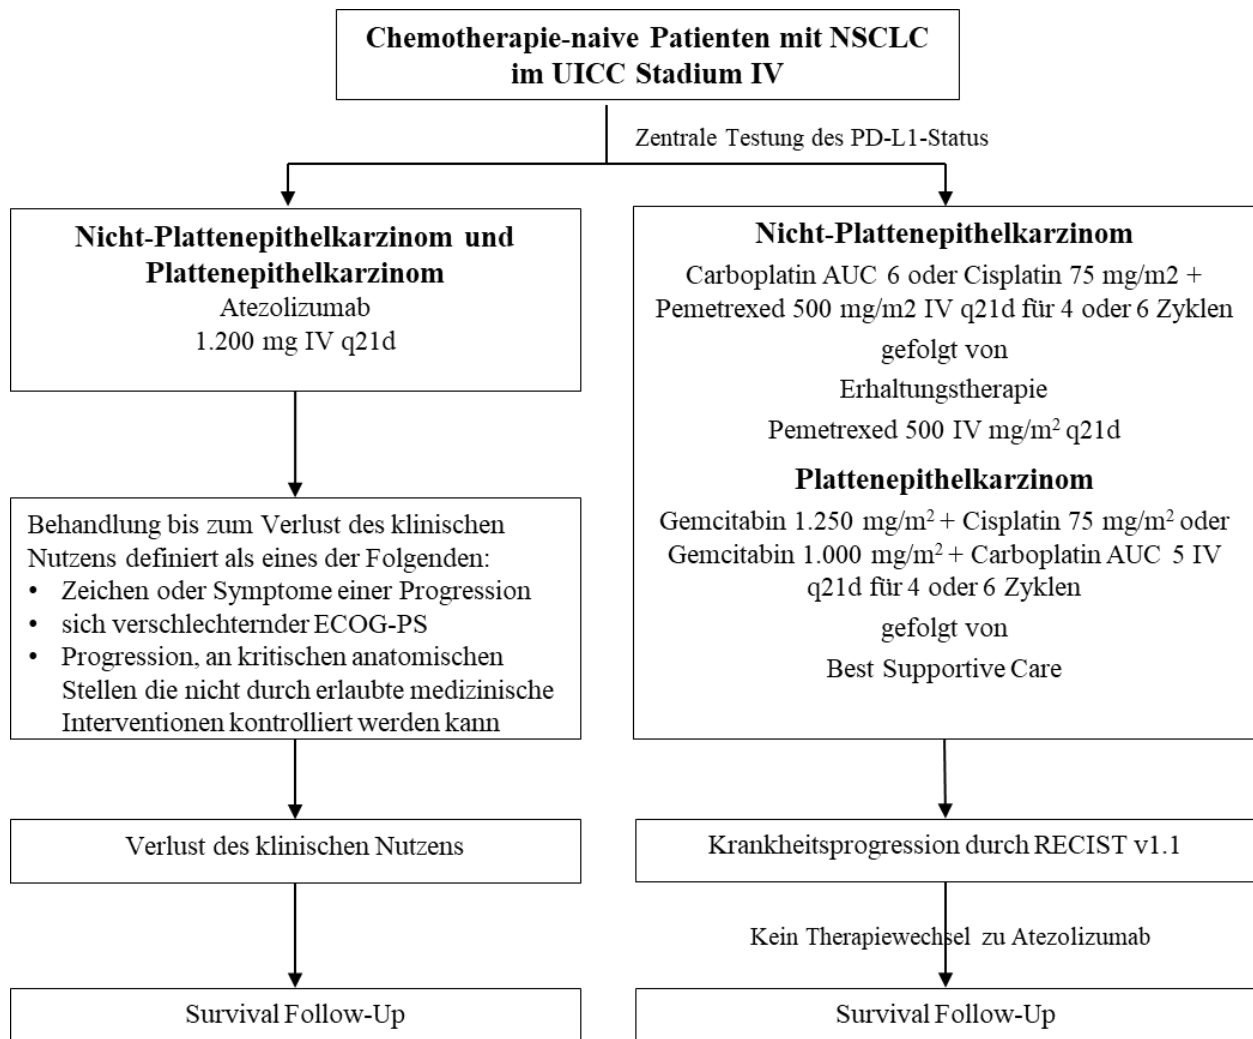 Chemotherapie-naive Patienten mit NSCLC
im UICC Stadium IV
Zentrale Testung des PD-L1-Status
Nicht-Plattenepithelkarzinom und
Plattenepithelkarzinom
Atezolizumab
1.200 mg IV q21d
Behandlung bis zum Verlust des klinischen
Nutzens definiert als eines der Folgenden:
• Zeichen oder Symptome einer Progression
• sich verschlechternder ECOG-PS
• Progression, an kritischen anatomischen
Stellen die nicht durch erlaubte medizinische
Interventionen kontrolliert werden kann
Verlust des klinischen Nutzens
Survival Follow-Up
Nicht-Plattenepithelkarzinom
Carboplatin AUC 6 oder Cisplatin 75 mg/m2 +
Pemetrexed 500 mg/m2 IV q21d für 4 oder 6 Zyklen
gefolgt von
Erhaltungstherapie
Pemetrexed 500 IV mg/m² q21d
Plattenepithelkarzinom
Gemcitabin 1.250 mg/m² + Cisplatin 75 mg/m² oder
Gemcitabin 1.000 mg/m² + Carboplatin AUC 5 IV
q21d für 4 oder 6 Zyklen
gefolgt von
Best Supportive Care
Krankheitsprogression durch RECIST v1.1
Kein Therapiewechsel zu Atezolizumab
Survival Follow-Up